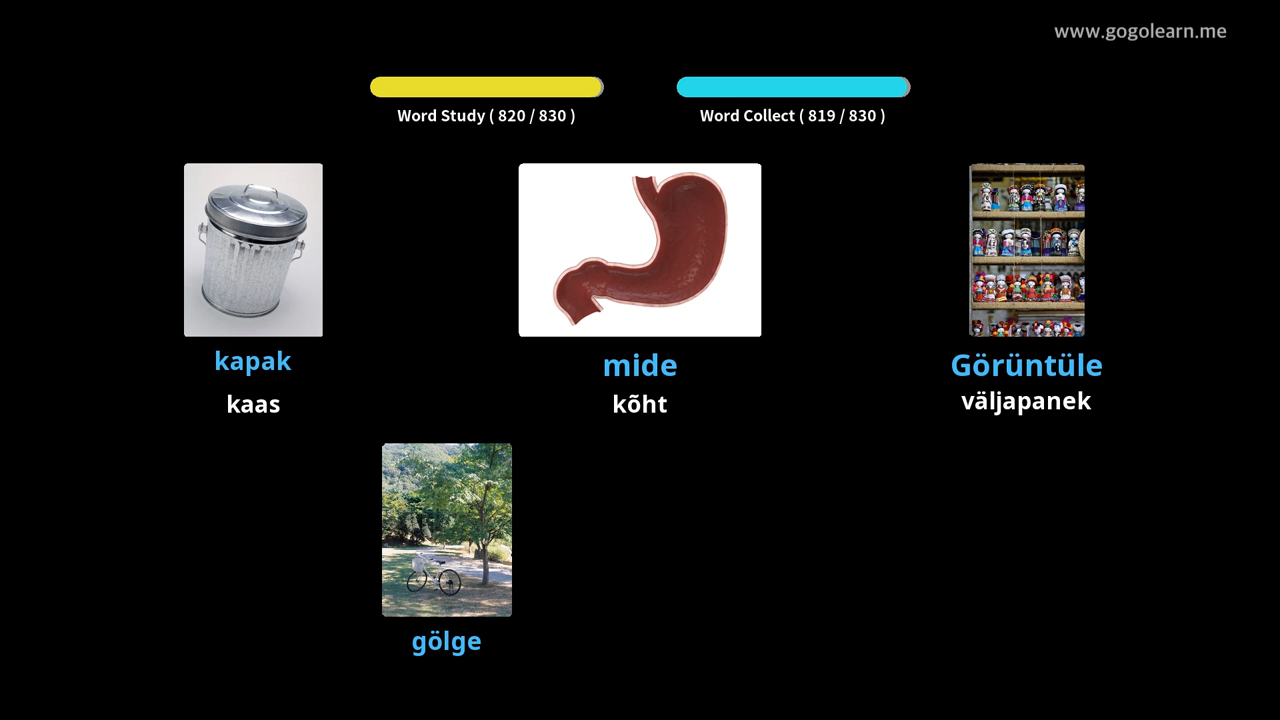 www.gogolearn.me
Word Study ( 820 / 830 )
Word Collect ( 819 / 830 )
kapak
mide
Görüntüle
kaas
kõht
väljapanek
gölge